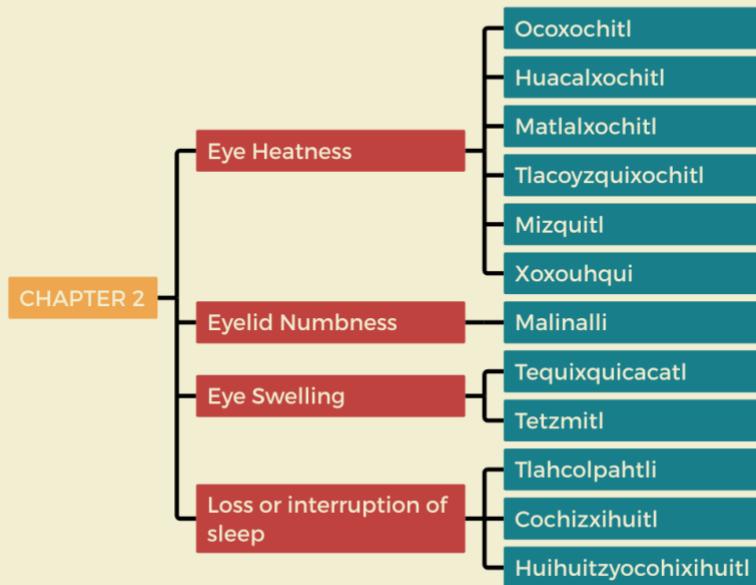 CHAPTER 2
Eye Heatness
Ocoxochitl
Huacalxochitl
Matlalxochitl
Tlacoyzquixochitl
Mizquitl
Xoxouhqui
Eyelid Numbness
Malinalli
Eye Swelling
Tequixquicacatl
Tetzmitl
Loss or interruption of
sleep
Tlahcolpahtli
Cochizxihuitl
Huihuitzyocohixihuitl